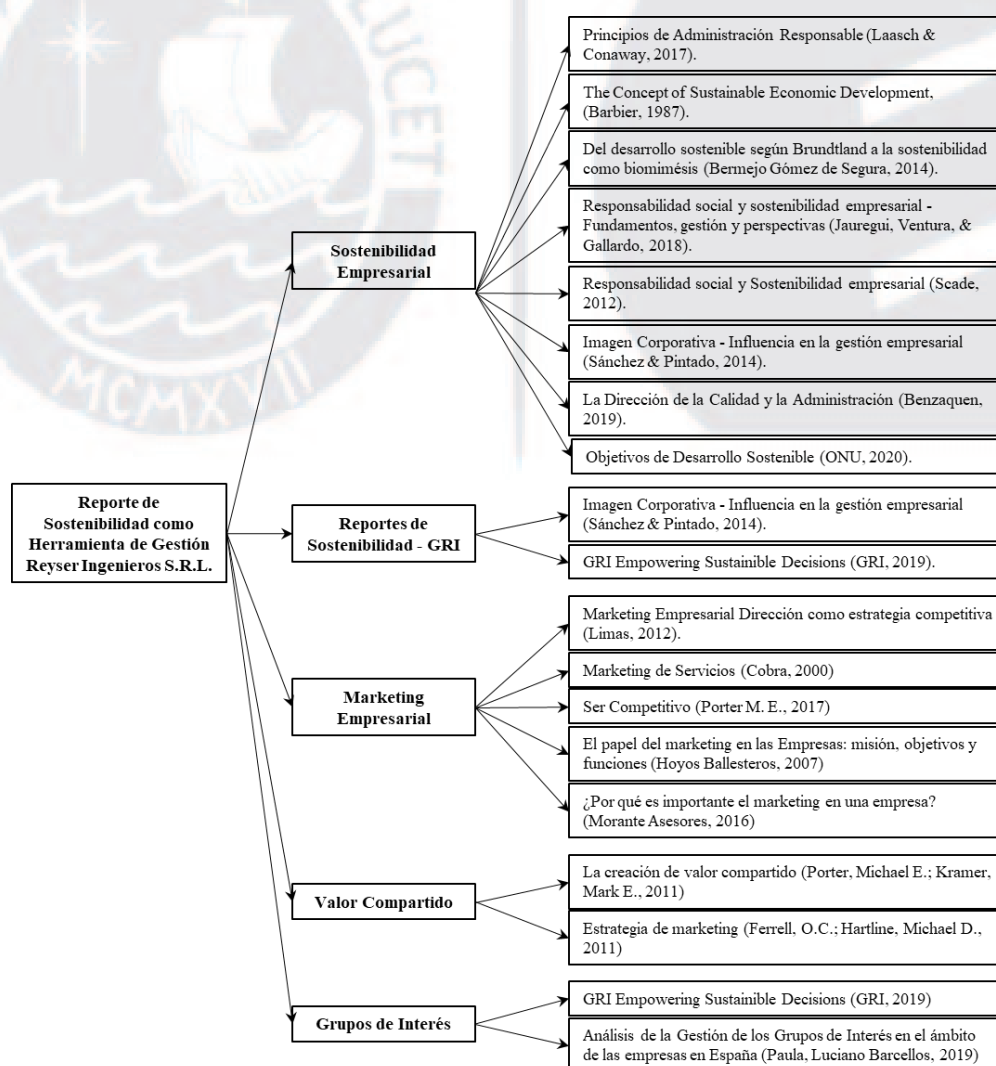 LUCETI
MCMXVII
Reporte de
Sostenibilidad como
Herramienta de Gestión
Reyser Ingenieros S.R.L.
Sostenibilidad
Empresarial
Principios de Administración Responsable (Laasch &
Conaway, 2017).
The Concept of Sustainable Economic Development,
(Barbier, 1987).
Del desarrollo sostenible según Brundtland a la sostenibilidad
como biomimésis (Bermejo Gómez de Segura, 2014).
Responsabilidad social y sostenibilidad empresarial -
Fundamentos, gestión y perspectivas (Jauregui, Ventura, &
Gallardo, 2018).
Responsabilidad social y Sostenibilidad empresarial (Scade,
2012).
Imagen Corporativa - Influencia en la gestión empresarial
(Sánchez & Pintado, 2014).
La Dirección de la Calidad y la Administración (Benzaquen,
2019).
Objetivos de Desarrollo Sostenible (ONU, 2020).
Reportes de
Sostenibilidad - GRI
Imagen Corporativa - Influencia en la gestión empresarial
(Sánchez & Pintado, 2014).
GRI Empowering Sustainible Decisions (GRI, 2019).
Marketing
Empresarial
Marketing Empresarial Dirección como estrategia competitiva
(Limas, 2012).
Marketing de Servicios (Cobra, 2000)
Ser Competitivo (Porter M. E., 2017)
El papel del marketing en las Empresas: misión, objetivos y
funciones (Hoyos Ballesteros, 2007)
¿Por qué es importante el marketing en una empresa?
(Morante Asesores, 2016)
Valor Compartido
La creación de valor compartido (Porter, Michael E.; Kramer,
Mark E., 2011)
Estrategia de marketing (Ferrell, O.C.; Hartline, Michael D.,
2011)
Grupos de Interés
GRI Empowering Sustainible Decisions (GRI, 2019)
Análisis de la Gestión de los Grupos de Interés en el ámbito
de las empresas en España (Paula, Luciano Barcellos, 2019)